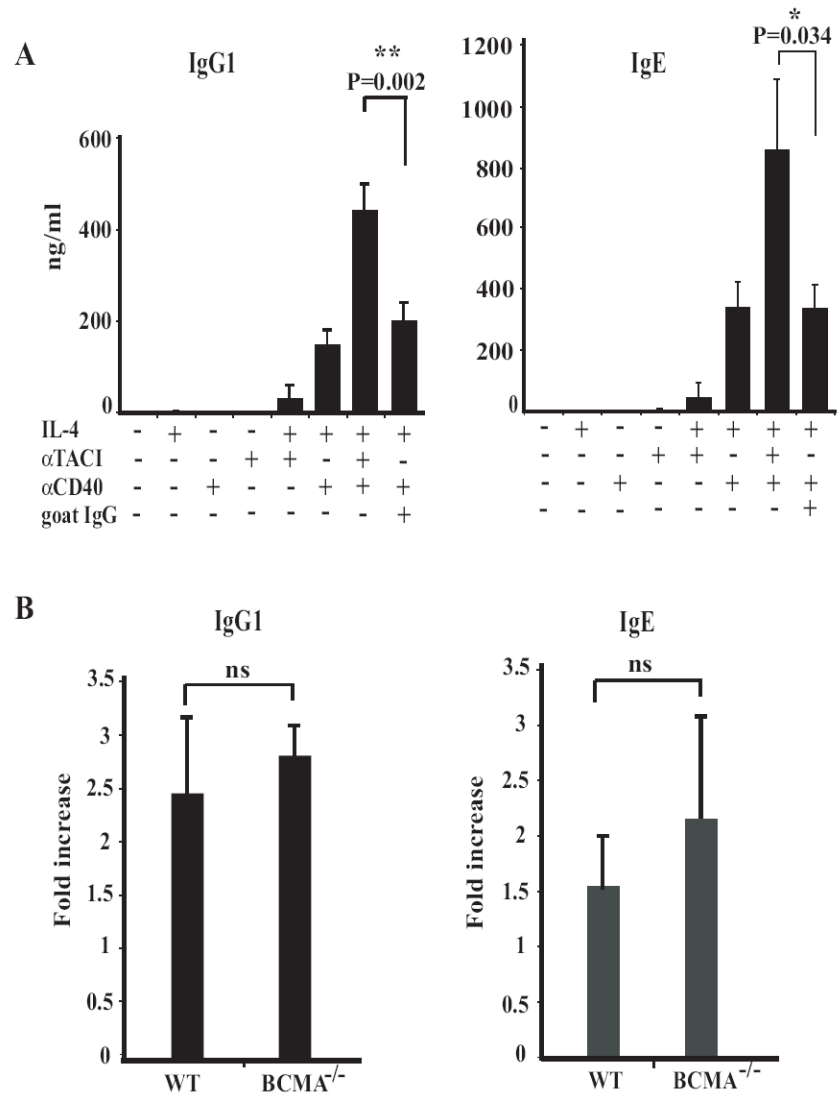 A
IgG1
**
P=0.002
ng/ml
600
400
200
0
IL-4 - + - - + + + +
αTACI - - - + + - + -
αCD40 - - + - - + + +
goat IgG - - - - - - - +
IgE
*
P=0.034
1200
1000
800
600
400
200
0
- + - - + + + +
- - - + + - + -
- - + - - + + +
- - - - - - - +
B
IgG1
ns
Fold increase
3.5
3
2.5
2
1.5
1
0.5
0
WT BCMA-/-
IgE
ns
Fold increase
3.5
3
2.5
2
1.5
1
0.5
0
WT BCMA-/-